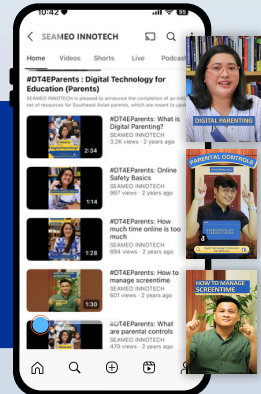 10:42
58
SEAMEO INNOTECH
Home Videos Shorts Live Podcast
#DT4EParents : Digital Technology for
Education (Parents)
SEAMEO INNOTECH is pleased to announce the completion of an
set of resources for Southeast Asian parents, which are meant to
#DT4EParents: What is
Digital Parenting?
SEAMEO INNOTECH
3.2K views · 2 years ago
2:34
#DT4EParents: Online
Safety Basics
SEAMEO INNOTECH
987 views · 2 years ago
1:14
#DT4EParents: How
much time online is too
much
SEAMEO INNOTECH
694 views · 2 years ago
1:28
#DT4EParents: How to
manage screentime
SEAMEO INNOTECH
601 views · 2 years ago
1:30
#DT4EParents: What
are parental controls
SEAMEO INNOTECH
470 views · 2 years ago
DIGITAL PARENTING
PARENTAL CONTROLS
HOW TO MANAGE
SCREENTIME